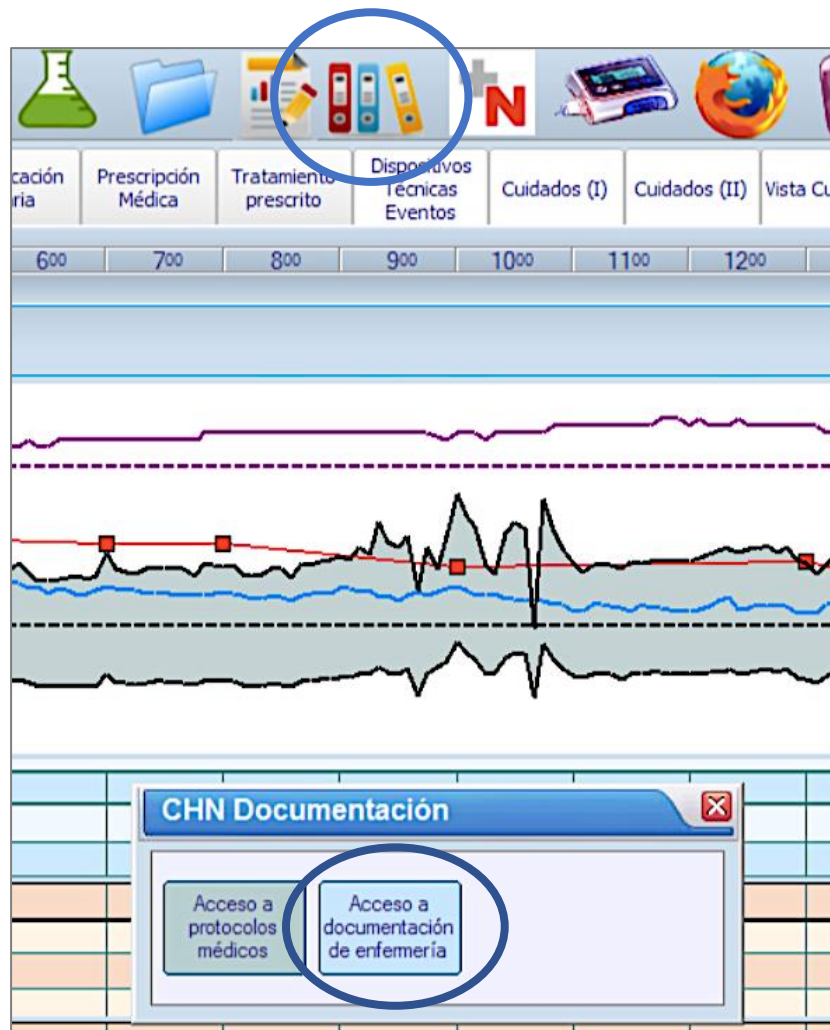 N
cación
ria
Prescripción
Médica
Tratamiento
prescrito
Dispositivos
Técnicas
Eventos
Cuidados (I)
Cuidados (II)
Vista Cu
600 700 800 900 1000 1100 1200
CHN Documentación
Acceso a
protocolos
médicos
Acceso a
documentación
de enfermería